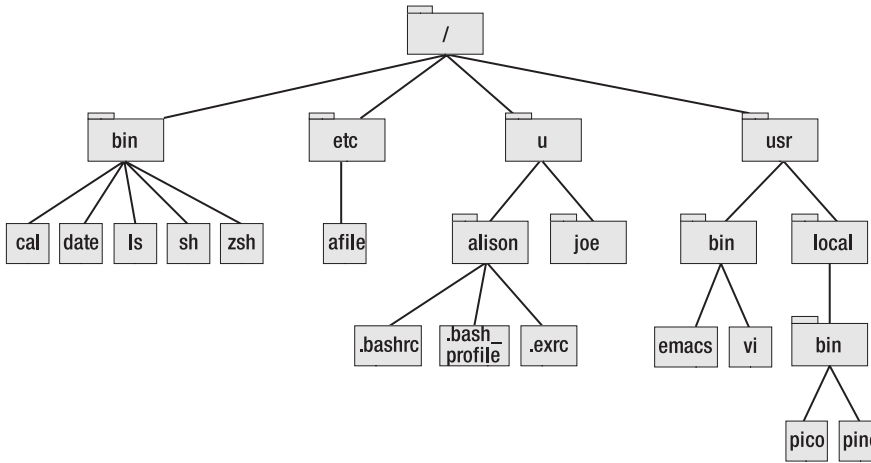 /
bin
etc
u
usr
cal
date
ls
sh
zsh
afile
alison
joe
bin
local
.bashrc
.bash_
profile
.exrc
emacs
vi
bin
pico